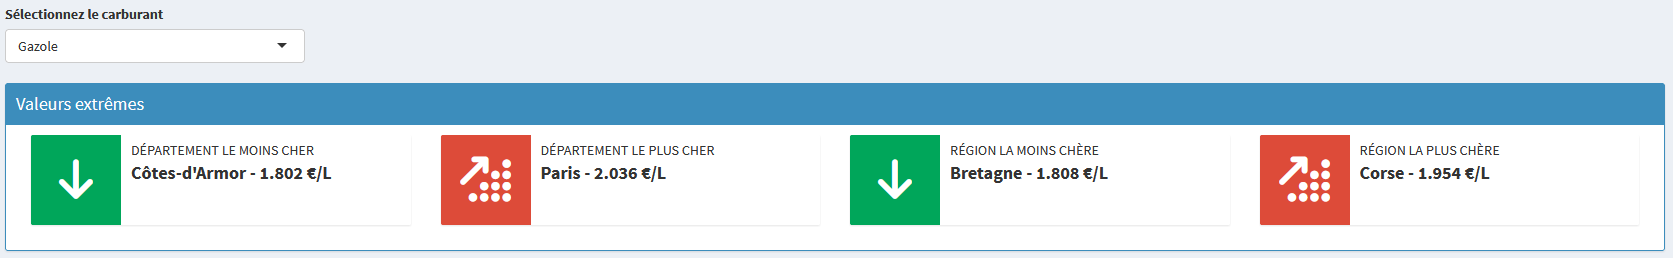 Sélectionnez le carburant
Gazole
Valeurs extrêmes
DÉPARTEMENT LE MOINS CHER
Côtes-d'Armor - 1.802 €/L
DÉPARTEMENT LE PLUS CHER
Paris - 2.036 €/L
RÉGION LA MOINS CHÈRE
Bretagne - 1.808 €/L
RÉGION LA PLUS CHÈRE
Corse - 1.954 €/L